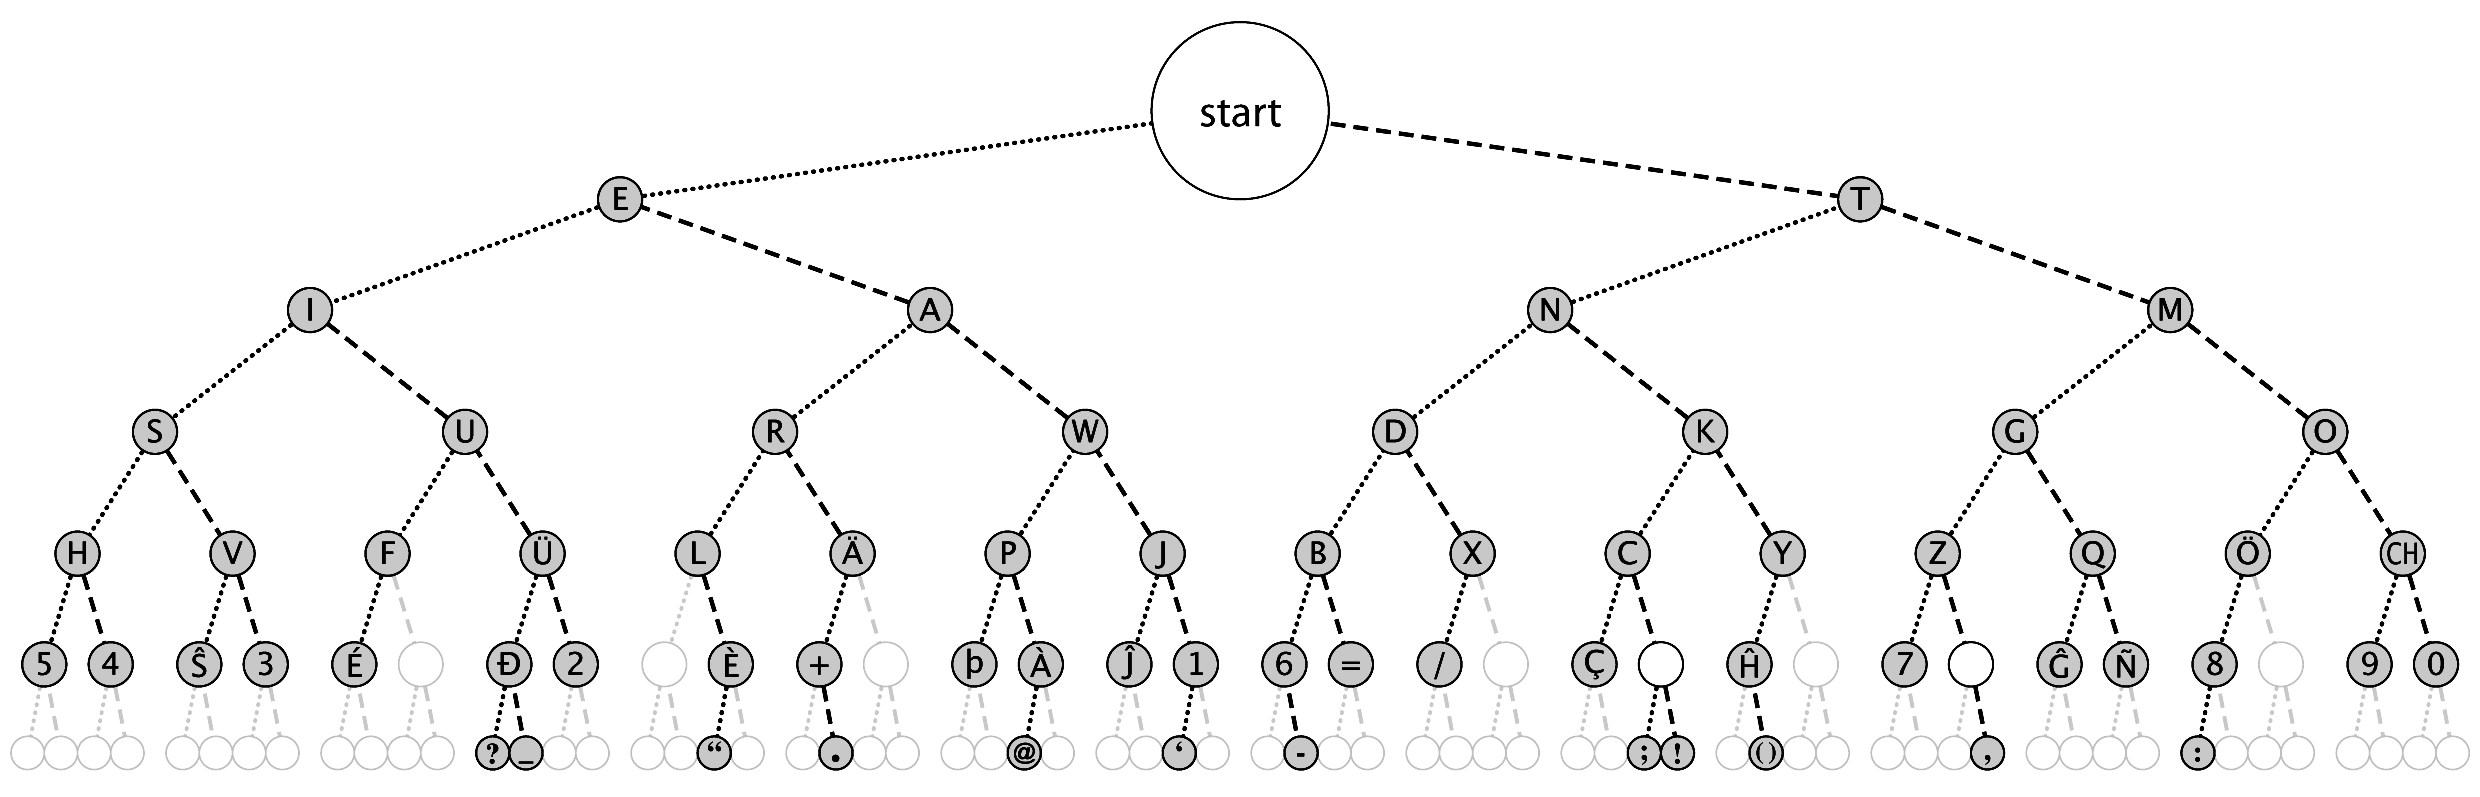 start
E T
I A N M
S U R W D K G O
H V F Ü L Ä P J B X C Y Z Q Ö CH
5 4 Ŝ 3 É Đ 2 È + þ À Ĵ 1 6 = / Ç Ĥ 7 Ĝ Ñ 8 9 0
? _ “ . @ ‘ - ; ! () , :